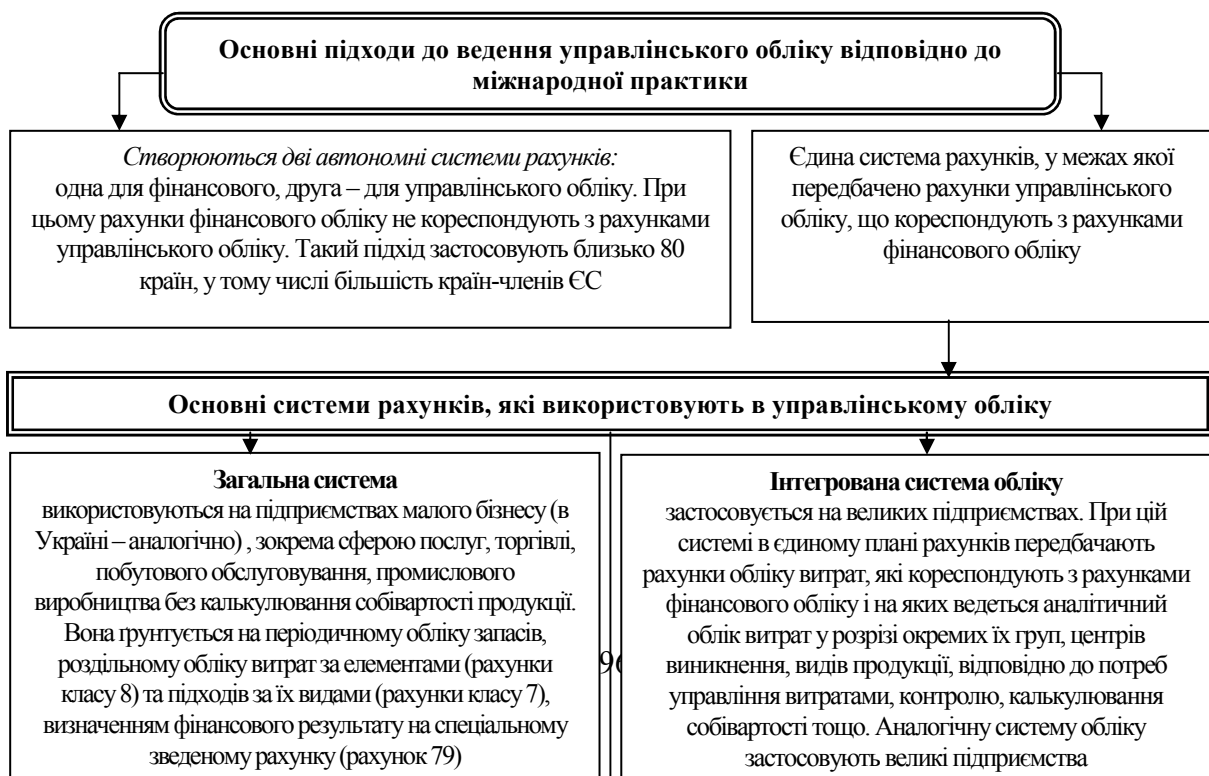 Основні підходи до ведення управлінського обліку відповідно до
міжнародної практики
Створюються дві автономні системи рахунків:
одна для фінансового, друга – для управлінського обліку. При
цьому рахунки фінансового обліку не кореспондують з рахунками
управлінського обліку. Такий підхід застосовують близько 80
країн, у тому числі більшість країн-членів ЄС
Єдина система рахунків, у межах якої
передбачено рахунки управлінського
обліку, що кореспондують з рахунками
фінансового обліку
Основні системи рахунків, які використовують в управлінському обліку
Загальна система
використовуються на підприємствах малого бізнесу (в
Україні – аналогічно) , зокрема сферою послуг, торгівлі,
побутового обслуговування, промислового
виробництва без калькулювання собівартості продукції.
Вона ґрунтується на періодичному обліку запасів,
роздільному обліку витрат за елементами (рахунки
класу 8) та підходів за їх видами (рахунки класу 7),
визначенням фінансового результату на спеціальному
зведеному рахунку (рахунок 79)
Інтегрована система обліку
застосовується на великих підприємствах. При цій
системі в єдиному плані рахунків передбачають
рахунки обліку витрат, які кореспондують з рахунками
фінансового обліку і на яких ведеться аналітичний
облік витрат у розрізі окремих їх груп, центрів
виникнення, видів продукції, відповідно до потреб
управління витратами, контролю, калькулювання
собівартості тощо. Аналогічну систему обліку
застосовують великі підприємства